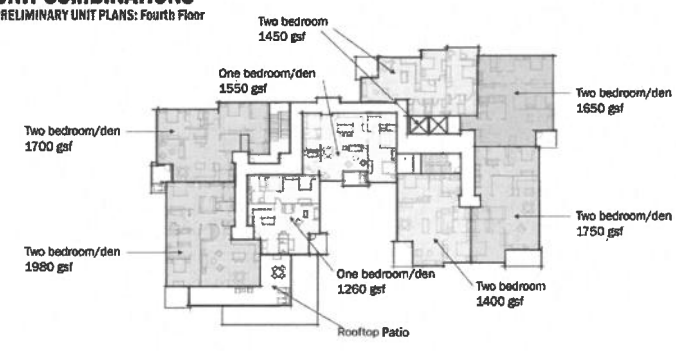 UNIT COMBINATIONS
PRELIMINARY UNIT PLANS: Fourth Floor
Two bedroom
1450 gsf
One bedroom/den
1550 gsf
Two bedroom/den
1650 gsf
Two bedroom/den
1700 gsf
Two bedroom/den
1750 gsf
Two bedroom/den
1980 gsf
One bedroom/den
1260 gsf
Two bedroom
1400 gsf
Rooftop Patio